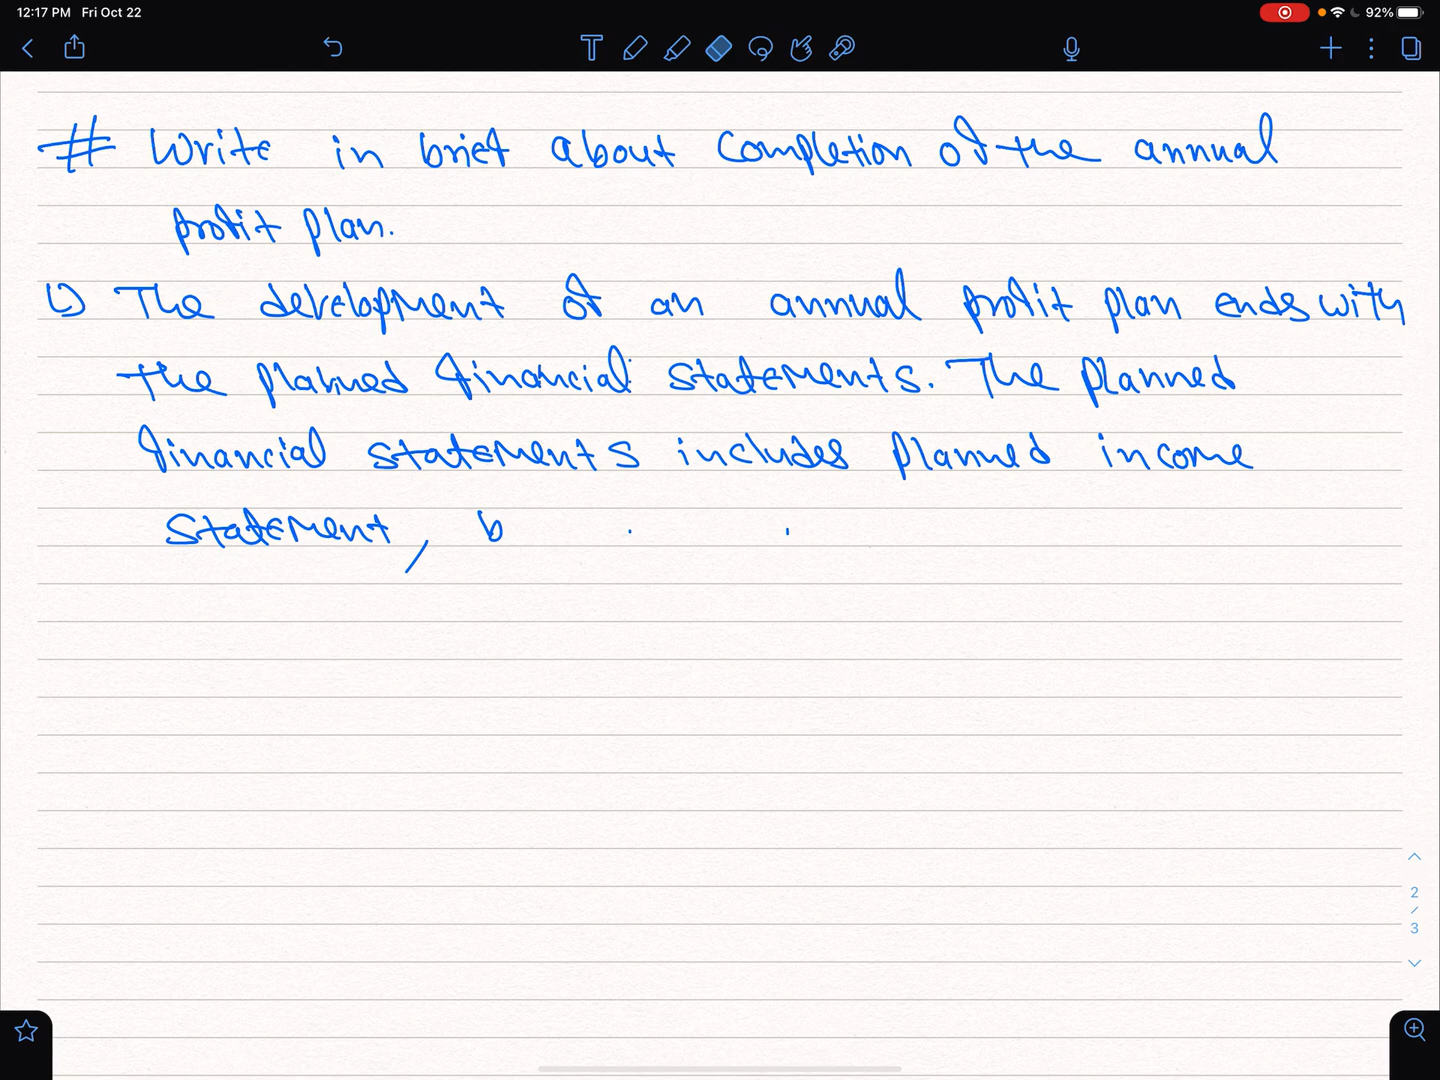 12:17 PM Fri Oct 22
92%
# Write in brief about completion of the annual
profit plan.
↳ The development of an annual profit plan ends with
the planned financial statements. The planned
financial statements includes planned income
statement, b
2
/
3